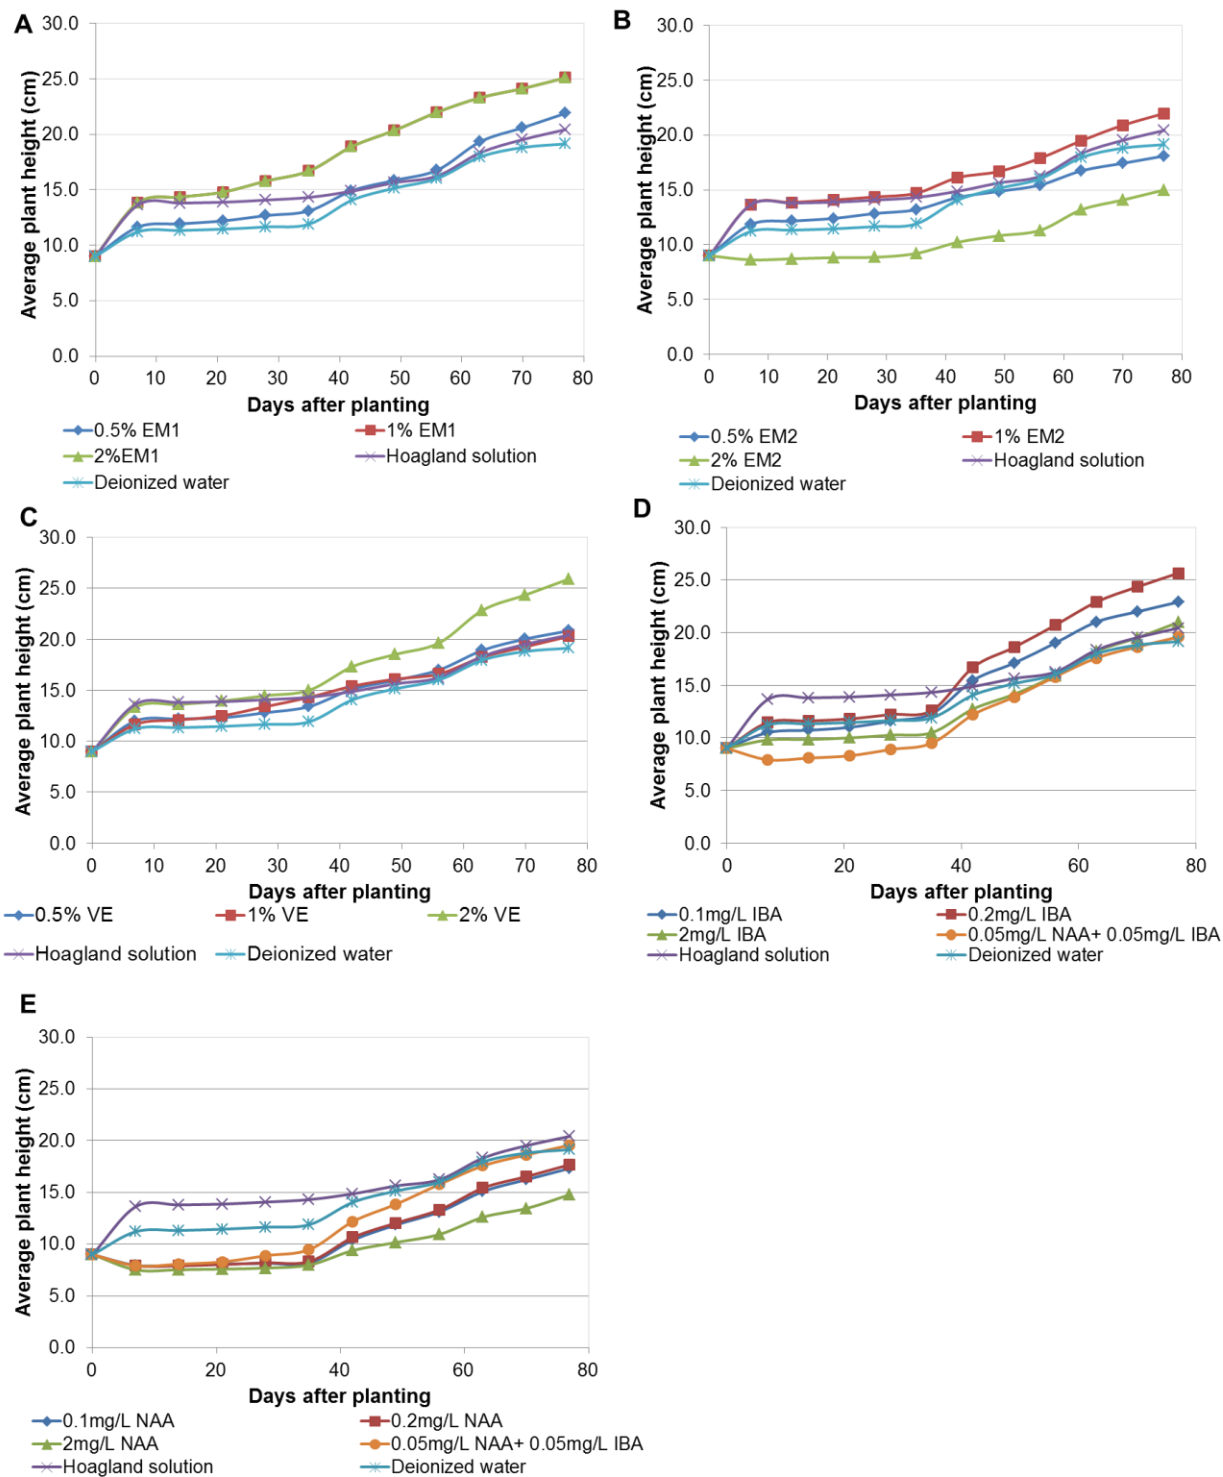 A
Average plant height (cm)
30.0
25.0
20.0
15.0
10.0
5.0
0.0
0 10 20 30 40 50 60 70 80
Days after planting
0.5% EM1 1% EM1
2%EM1 Hoagland solution
Deionized water
B
Average plant height (cm)
30.0
25.0
20.0
15.0
10.0
5.0
0.0
0 10 20 30 40 50 60 70 80
Days after planting
0.5% EM2 1% EM2
2% EM2 Hoagland solution
Deionized water
C
Average plant height (cm)
30.0
25.0
20.0
15.0
10.0
5.0
0.0
0 10 20 30 40 50 60 70 80
Days after planting
0.5% VE 1% VE 2% VE
Hoagland solution Deionized water
D
Average plant height (cm)
30.0
25.0
20.0
15.0
10.0
5.0
0.0
0 20 40 60 80
Days after planting
0.1mg/L IBA 0.2mg/L IBA
2mg/L IBA 0.05mg/L NAA+ 0.05mg/L IBA
Hoagland solution Deionized water
E
Average plant height (cm)
30.0
25.0
20.0
15.0
10.0
5.0
0.0
0 20 40 60 80
Days after planting
0.1mg/L NAA 0.2mg/L NAA
2mg/L NAA 0.05mg/L NAA+ 0.05mg/L IBA
Hoagland solution Deionized water